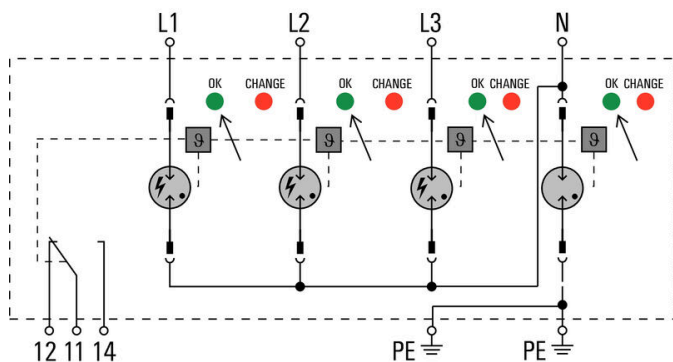 L1 L2 L3 N
OK CHANGE OK CHANGE OK CHANGE OK CHANGE
ϑ ϑ ϑ ϑ
12 11 14 PE PE